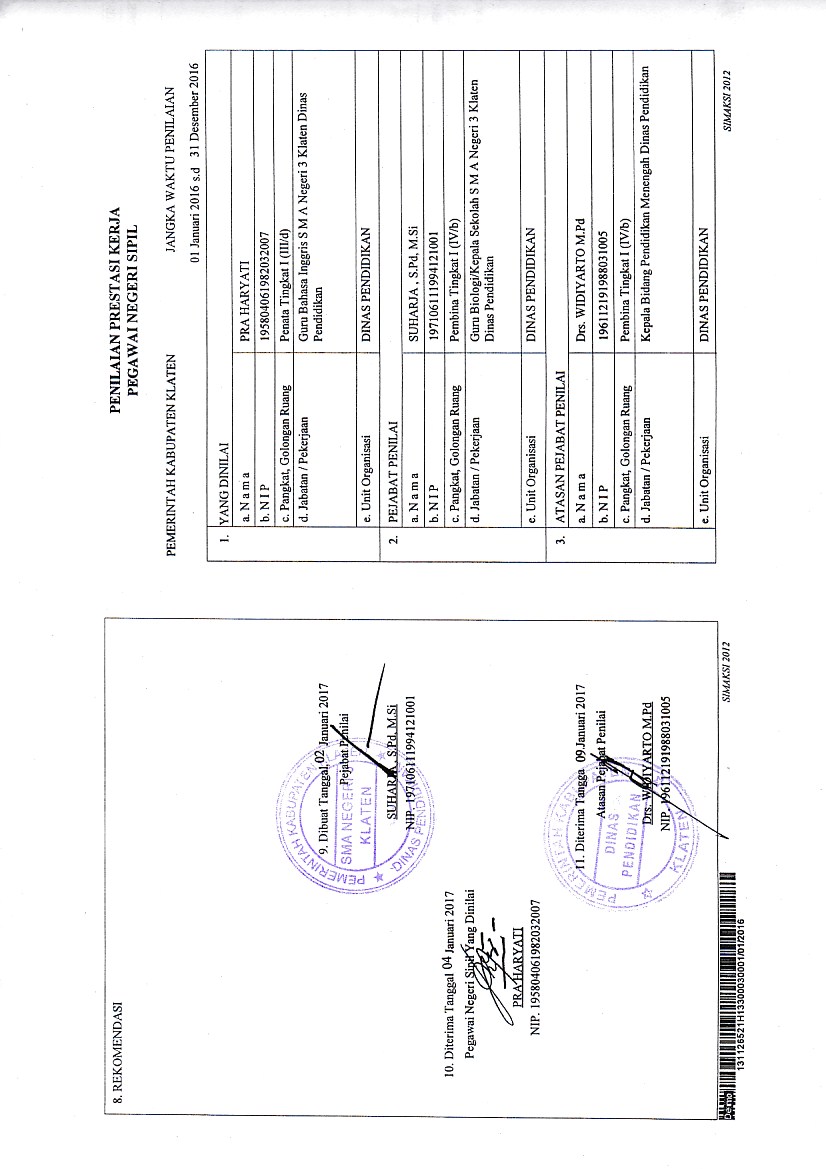 8. REKOMENDASI
9. Dibuat Tanggal, 02 Januari 2017
Pejabat Penilai
SUHARJA , S.Pd, M.Si
NIP. 197106111994121001
PEMERINTAH KABUPATEN
SMA NEGERI
KLATEN
DINAS PENDIDIKAN
10. Diterima Tanggal 04 Januari 2017
Pegawai Negeri Sipil Yang Dinilai
PRA HARYATI
NIP. 195804061982032007
11. Diterima Tangga 09 Januari 2017
Atasan Pejabat Penilai
Drs. WIDIYARTO M.Pd
NIP. 196112191988031005
PEMERINTAH
DINAS
PENDIDIKAN
KLATEN
SIMAKSI 2012
131126521H13300030001/01/2016
PENILAIAN PRESTASI KERJA
PEGAWAI NEGERI SIPIL
PEMERINTAH KABUPATEN KLATEN
JANGKA WAKTU PENILAIAN
01 Januari 2016 s.d 31 Desember 2016
1. YANG DINILAI
a. N a m a PRA HARYATI
b. N I P 195804061982032007
c. Pangkat, Golongan Ruang Penata Tingkat I (III/d)
d. Jabatan / Pekerjaan Guru Bahasa Inggris S M A Negeri 3 Klaten Dinas
Pendidikan
e. Unit Organisasi DINAS PENDIDIKAN
2. PEJABAT PENILAI
a. N a m a SUHARJA , S.Pd, M.Si
b. N I P 197106111994121001
c. Pangkat, Golongan Ruang Pembina Tingkat I (IV/b)
d. Jabatan / Pekerjaan Guru Biologi/Kepala Sekolah S M A Negeri 3 Klaten
Dinas Pendidikan
e. Unit Organisasi DINAS PENDIDIKAN
3. ATASAN PEJABAT PENILAI
a. N a m a Drs. WIDIYARTO M.Pd
b. N I P 196112191988031005
c. Pangkat, Golongan Ruang Pembina Tingkat I (IV/b)
d. Jabatan / Pekerjaan Kepala Bidang Pendidikan Menengah Dinas Pendidikan
e. Unit Organisasi DINAS PENDIDIKAN
SIMAKSI 2012